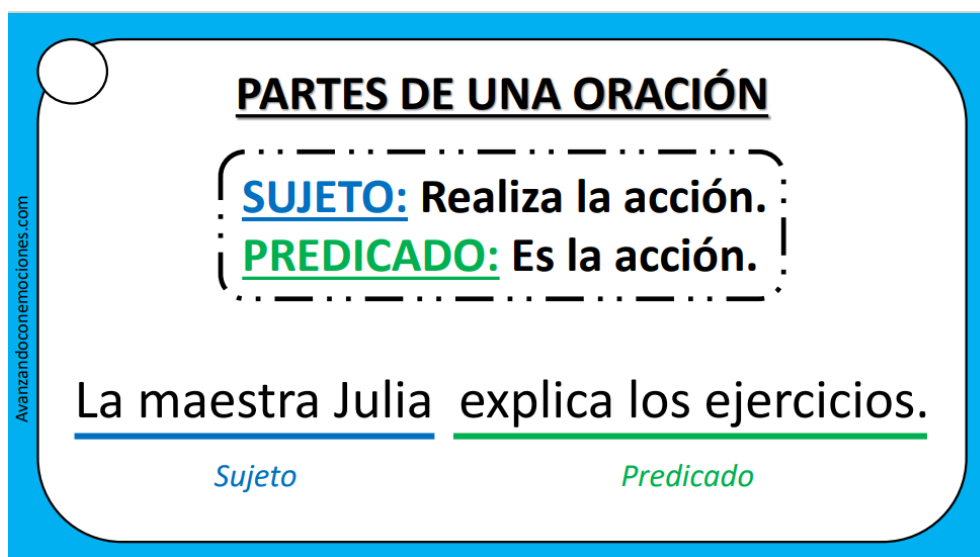 PARTES DE UNA ORACIÓN
SUJETO: Realiza la acción.
PREDICADO: Es la acción.
La maestra Julia explica los ejercicios.
Sujeto Predicado
Avanzandoconemociones.com